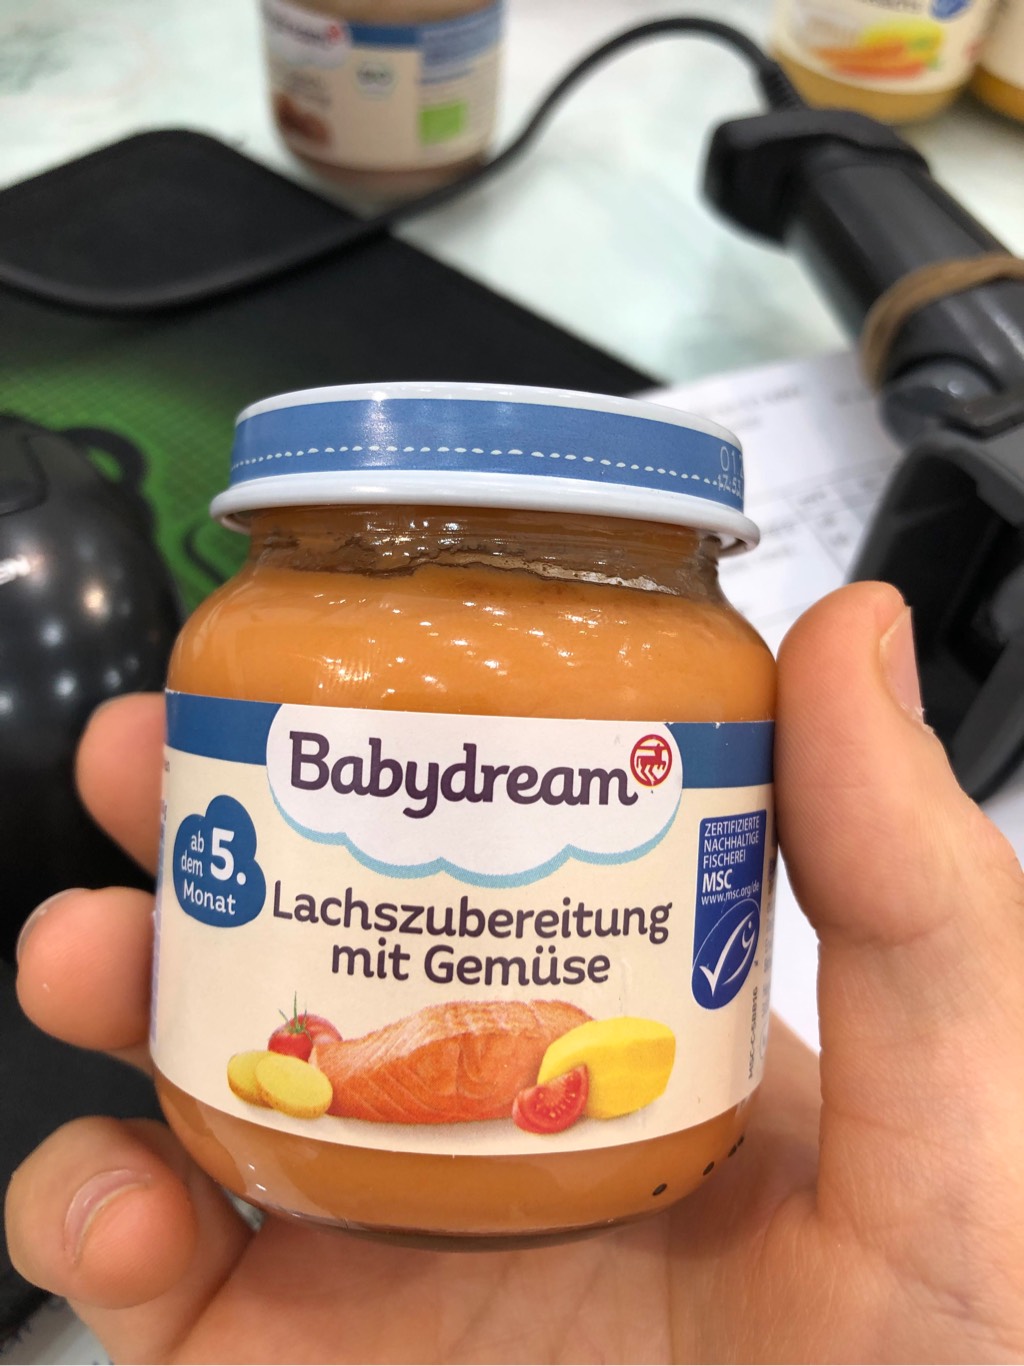 Babydream
ab
dem 5.
Monat
Lachszubereitung
mit Gemüse
ZERTIFIZIERTE
NACHHALTIGE
FISCHEREI
MSC
www.msc.org/de